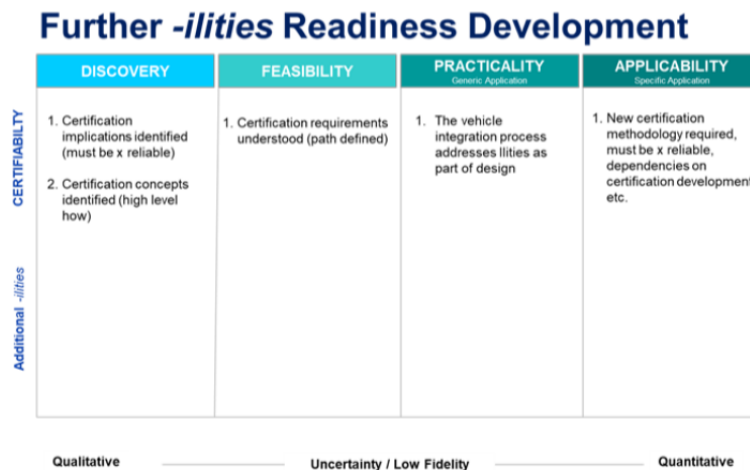 Further -ilities Readiness Development
DISCOVERY
FEASIBILITY
PRACTICALITY
Generic Application
APPLICABILITY
Specific Application
CERTIFIABILTY
1. Certification
implications identified
(must be x reliable)
2. Certification concepts
identified (high level
how)
1. Certification requirements
understood (path defined)
1. The vehicle
integration process
addresses Ilities as
part of design
1. New certification
methodology required,
must be x reliable,
dependencies on
certification development
etc.
Additional -ilities
Qualitative
Uncertainty / Low Fidelity
Quantitative